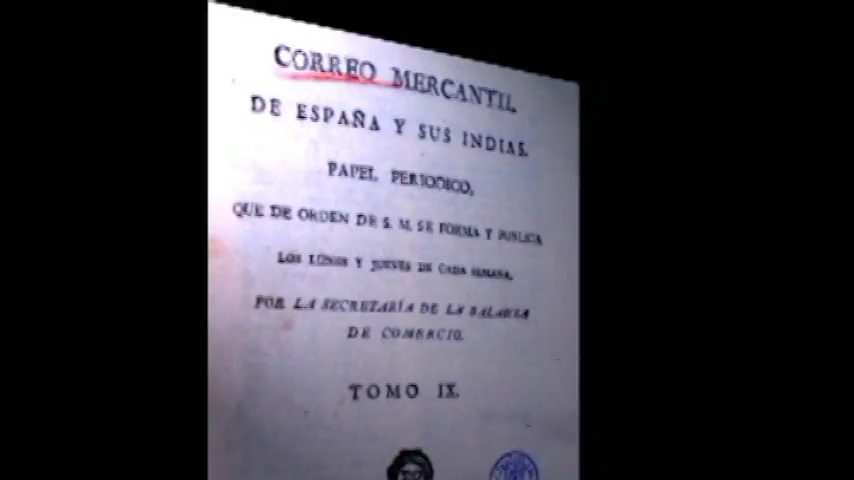 CORREO MERCANTIL
DE ESPAÑA Y SUS INDIAS.
PAPEL PERIODICO,
QUE DE ORDEN DE S. M. SE FORMA Y PUBLICA
LOS LUNES Y JUEVES DE CADA SEMANA,
POR LA SECRETARÍA DE LA BALANZA
DE COMERCIO.
TOMO IX.